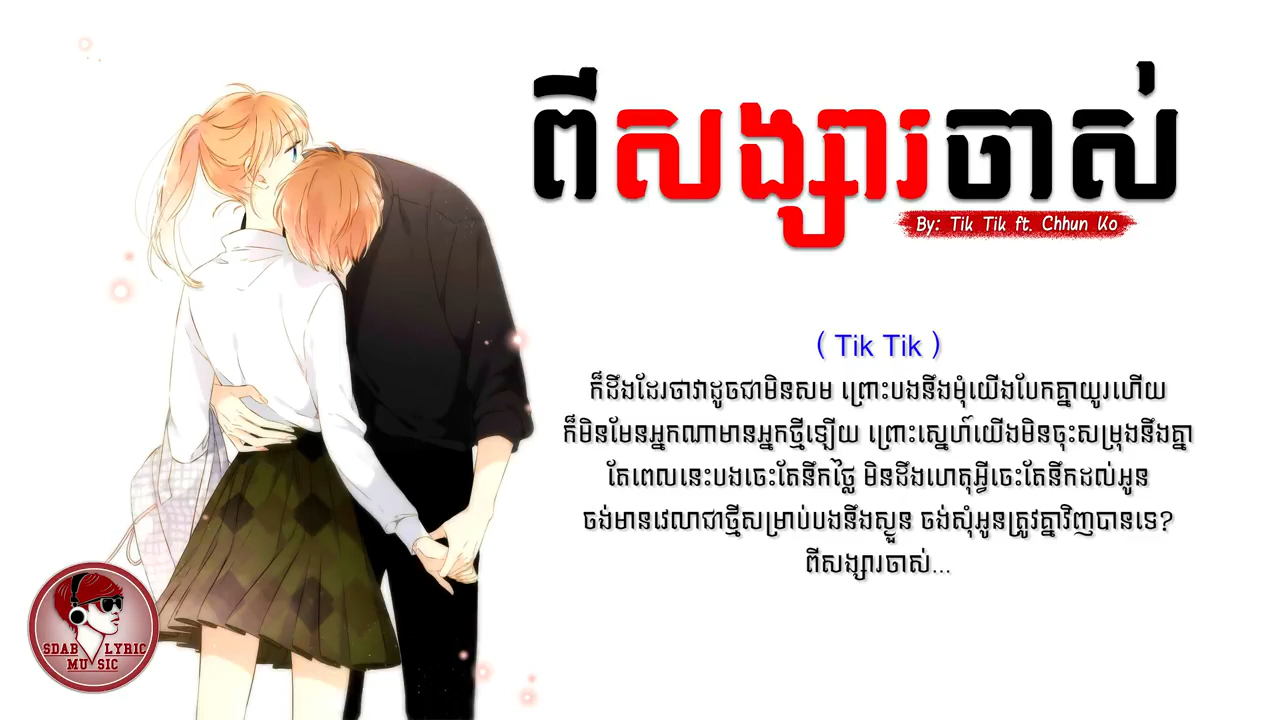 ពីសង្សារចាស់
By: Tik Tik ft. Chhun Ko
( Tik Tik )
ក៏ដឹងដែរថាវាដូចជាមិនសម ព្រោះបងនឹងមុំយើងបែកគ្នាយូរហើយ
ក៏មិនមែនអ្នកណាមានអ្នកថ្មីឡើយ ព្រោះស្នេហ៍យើងមិនចុះសម្រុងនឹងគ្នា
តែពេលនេះបងចេះតែនឹកថ្លៃ មិនដឹងហេតុអ្វីចេះតែនឹកដល់អូន
ចង់មានវេលាជាថ្មីសម្រាប់បងនឹងស្ងួន ចង់សុំអូនត្រូវគ្នាវិញបានទេ?
ពីសង្សារចាស់...
SDAB LYRIC
MUSIC